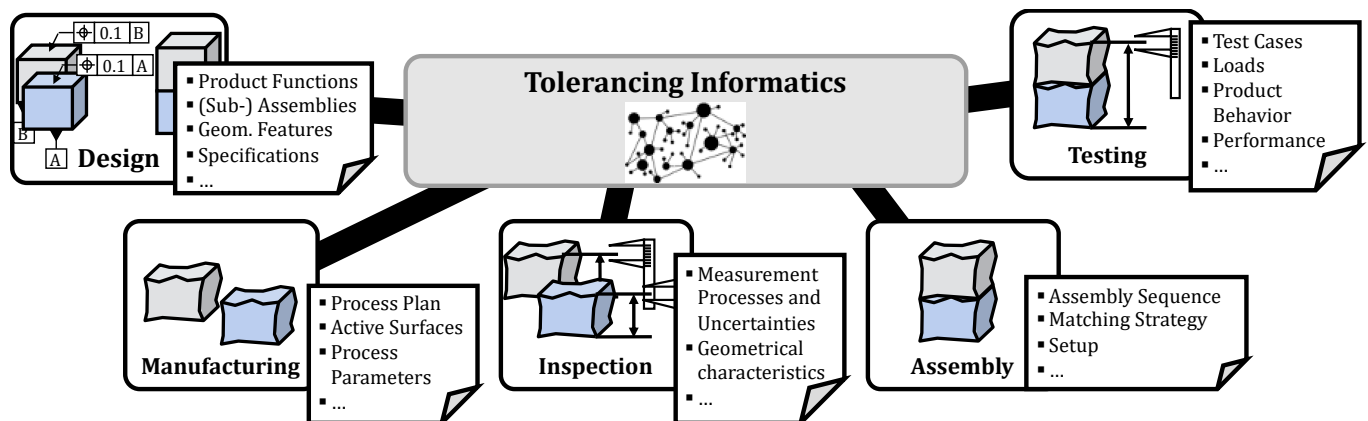 ⌖ 0.1 B
⌖ 0.1 A
B
A
Design
▪ Product Functions
▪ (Sub-) Assemblies
▪ Geom. Features
▪ Specifications
▪ …
Tolerancing Informatics
Testing
▪ Test Cases
▪ Loads
▪ Product
Behavior
▪ Performance
▪ …
Manufacturing
▪ Process Plan
▪ Active Surfaces
▪ Process
Parameters
▪ …
Inspection
▪ Measurement
Processes and
Uncertainties
▪ Geometrical
characteristics
▪ …
Assembly
▪ Assembly Sequence
▪ Matching Strategy
▪ Setup
▪ …